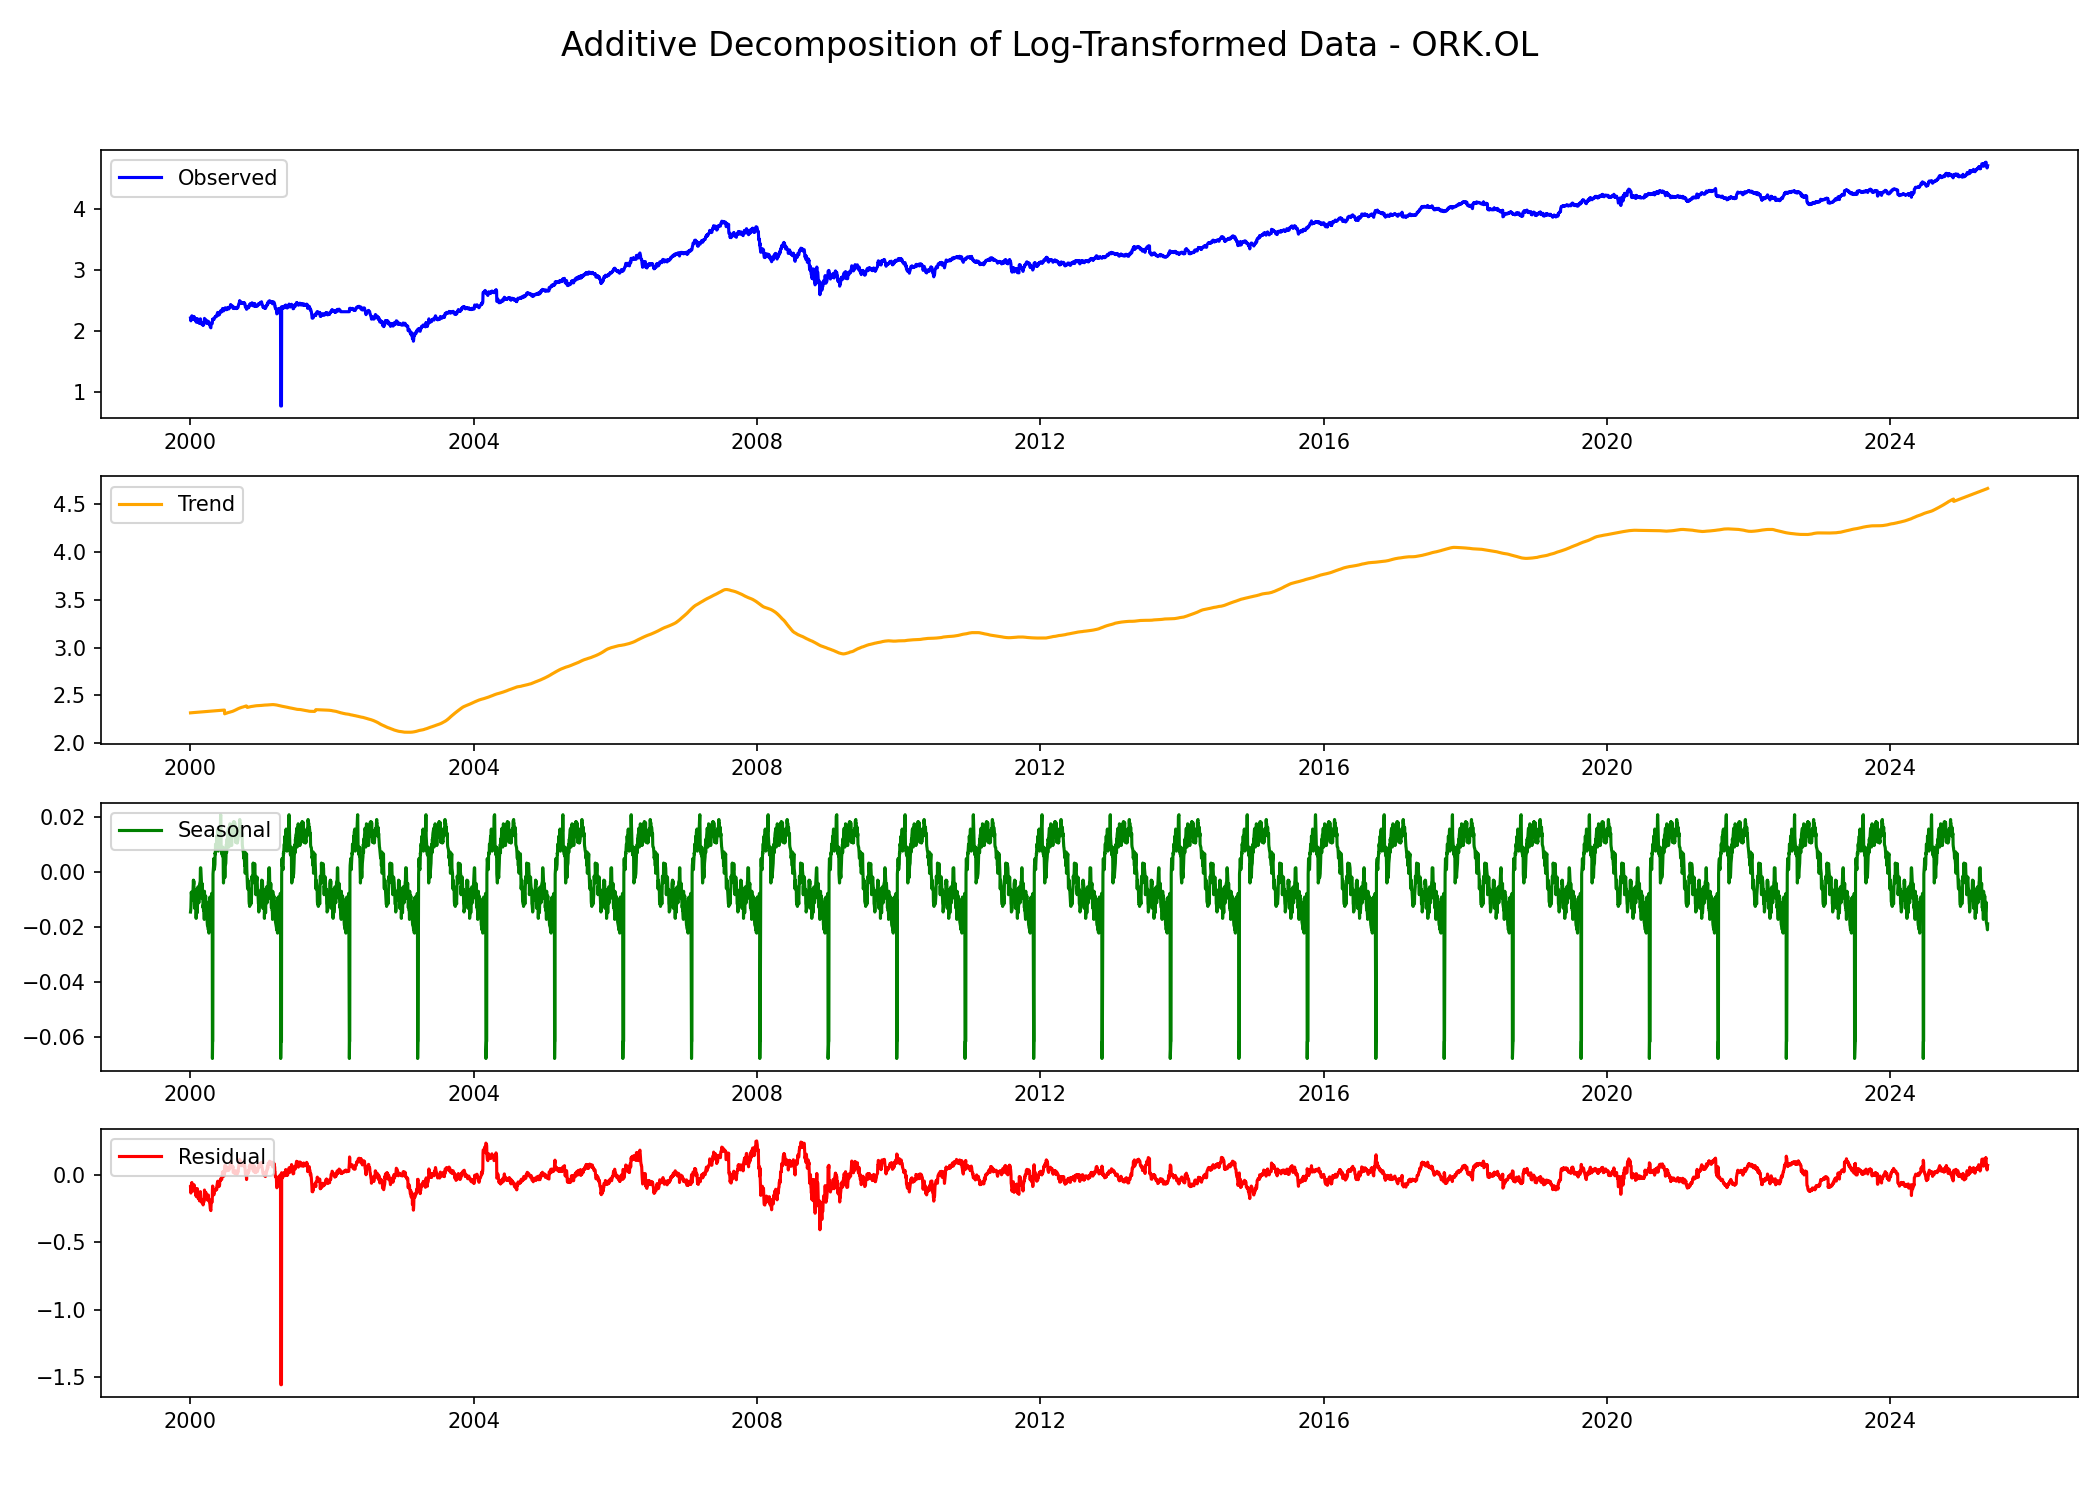 Additive Decomposition of Log-Transformed Data - ORK.OL
Observed
4
3
2
1
2000 2004 2008 2012 2016 2020 2024
Trend
4.5
4.0
3.5
3.0
2.5
2.0
2000 2004 2008 2012 2016 2020 2024
Seasonal
0.02
0.00
−0.02
−0.04
−0.06
2000 2004 2008 2012 2016 2020 2024
Residual
0.0
−0.5
−1.0
−1.5
2000 2004 2008 2012 2016 2020 2024